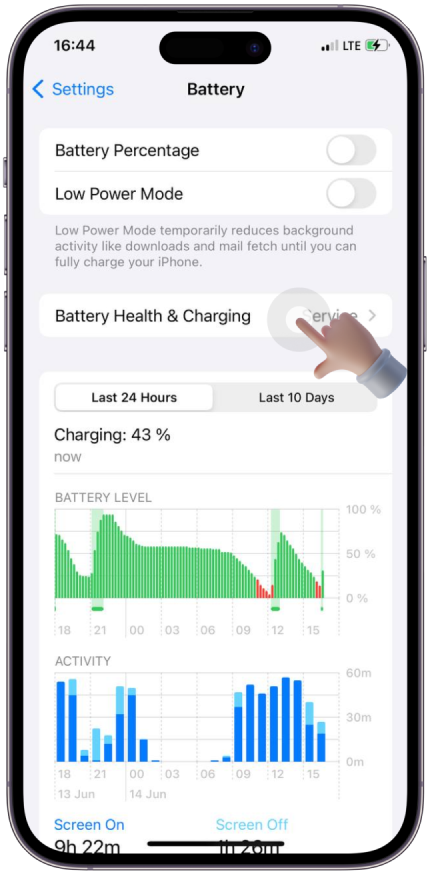 16:44
LTE
Settings
Battery
Battery Percentage
Low Power Mode
Low Power Mode temporarily reduces background
activity like downloads and mail fetch until you can
fully charge your iPhone.
Battery Health & Charging
Service
Last 24 Hours
Last 10 Days
Charging: 43 %
now
BATTERY LEVEL
100 %
50 %
0 %
18 21 00 03 06 09 12 15
ACTIVITY
60m
30m
0m
18 21 00 03 06 09 12 15
13 Jun 14 Jun
Screen On Screen Off
9h 22m 1h 26m